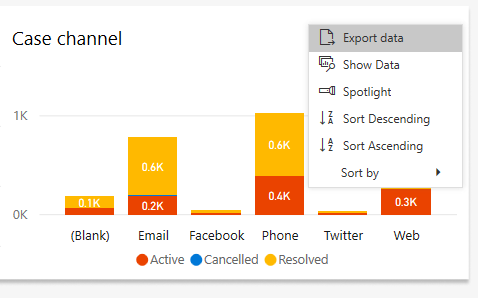 Case channel
Export data
Show Data
Spotlight
Sort Descending
Sort Ascending
Sort by
1K
0K
0.1K
0.6K
0.2K
0.6K
0.4K
0.3K
(Blank) Email Facebook Phone Twitter Web
Active Cancelled Resolved